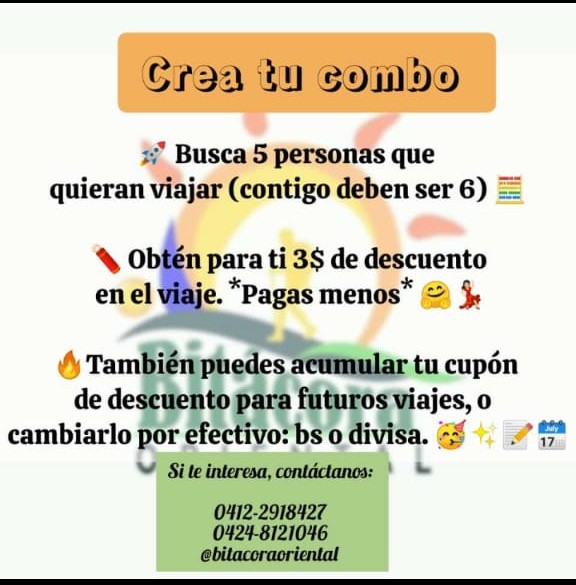 Crea tu combo
🚀 Busca 5 personas que
quieran viajar (contigo deben ser 6) 🧮
🧨 Obtén para ti 3$ de descuento
en el viaje. *Pagas menos* 🤗💃
🔥 También puedes acumular tu cupón
de descuento para futuros viajes, o
cambiarlo por efectivo: bs o divisa. 🥳✨📝📅
Bitácora
ORIENTAL
Si te interesa, contáctanos:
0412-2918427
0424-8121046
@bitacoraoriental